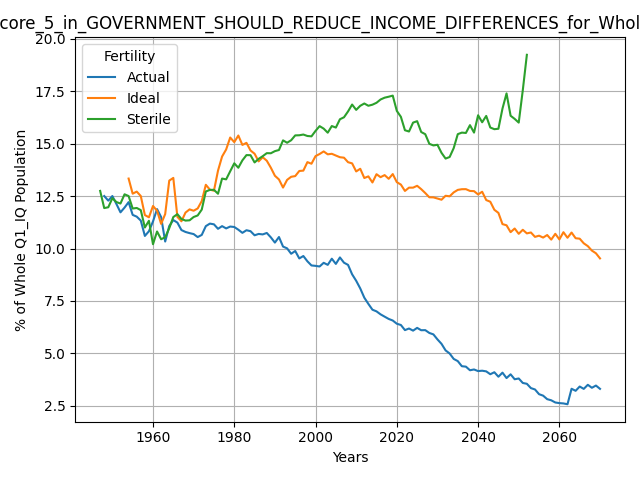 core_5_in_GOVERNMENT_SHOULD_REDUCE_INCOME_DIFFERENCES_for_Whol
20.0
17.5
15.0
12.5
10.0
7.5
5.0
2.5
% of Whole Q1_IQ Population
Fertility
Actual
Ideal
Sterile
1960
1980
2000
2020
2040
2060
Years